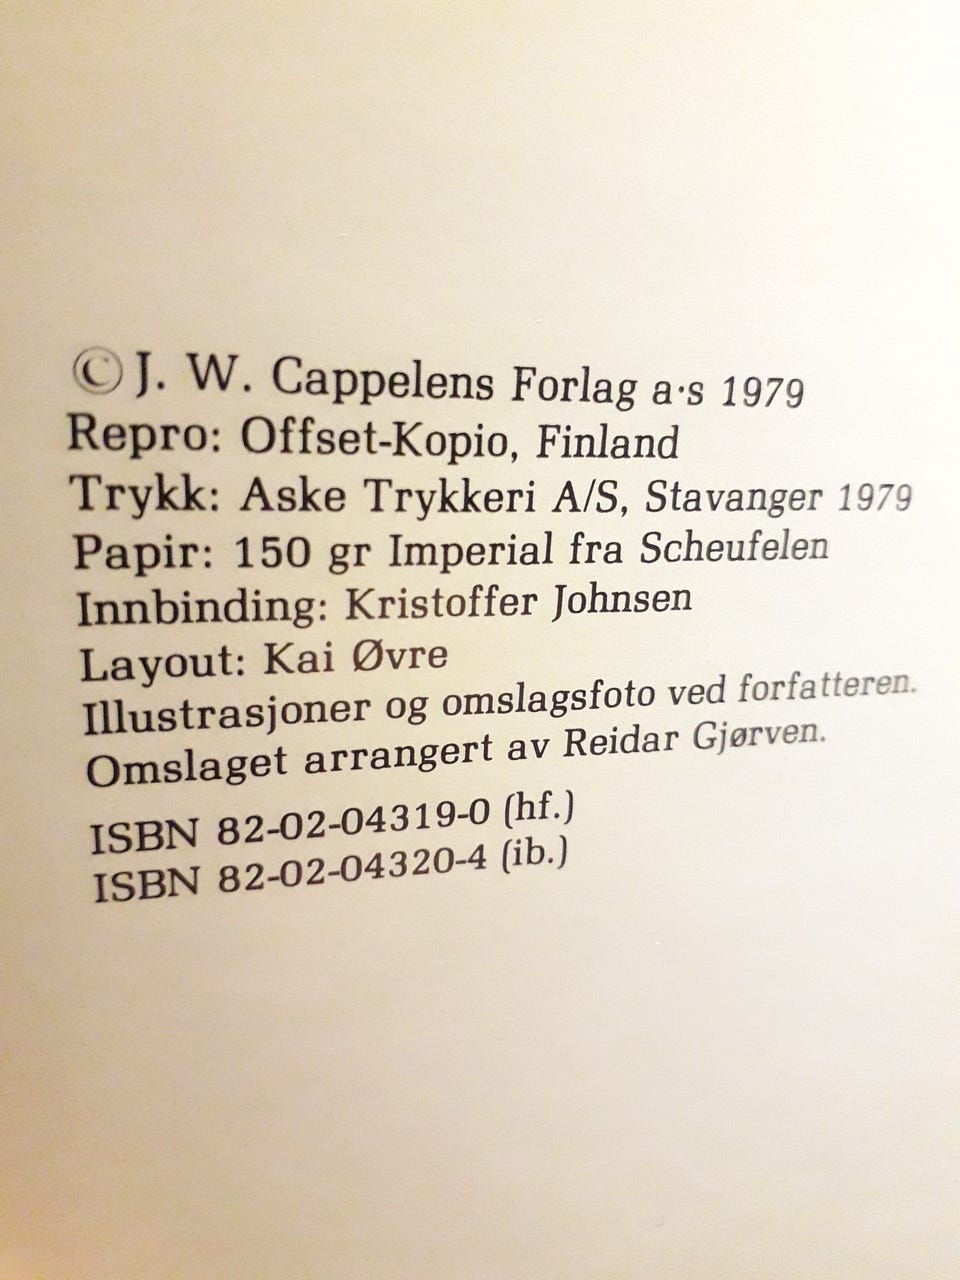 © J. W. Cappelens Forlag a·s 1979
Repro: Offset-Kopio, Finland
Trykk: Aske Trykkeri A/S, Stavanger 1979
Papir: 150 gr Imperial fra Scheufelen
Innbinding: Kristoffer Johnsen
Layout: Kai Øvre
Illustrasjoner og omslagsfoto ved forfatteren.
Omslaget arrangert av Reidar Gjørven.
ISBN 82-02-04319-0 (hf.)
ISBN 82-02-04320-4 (ib.)